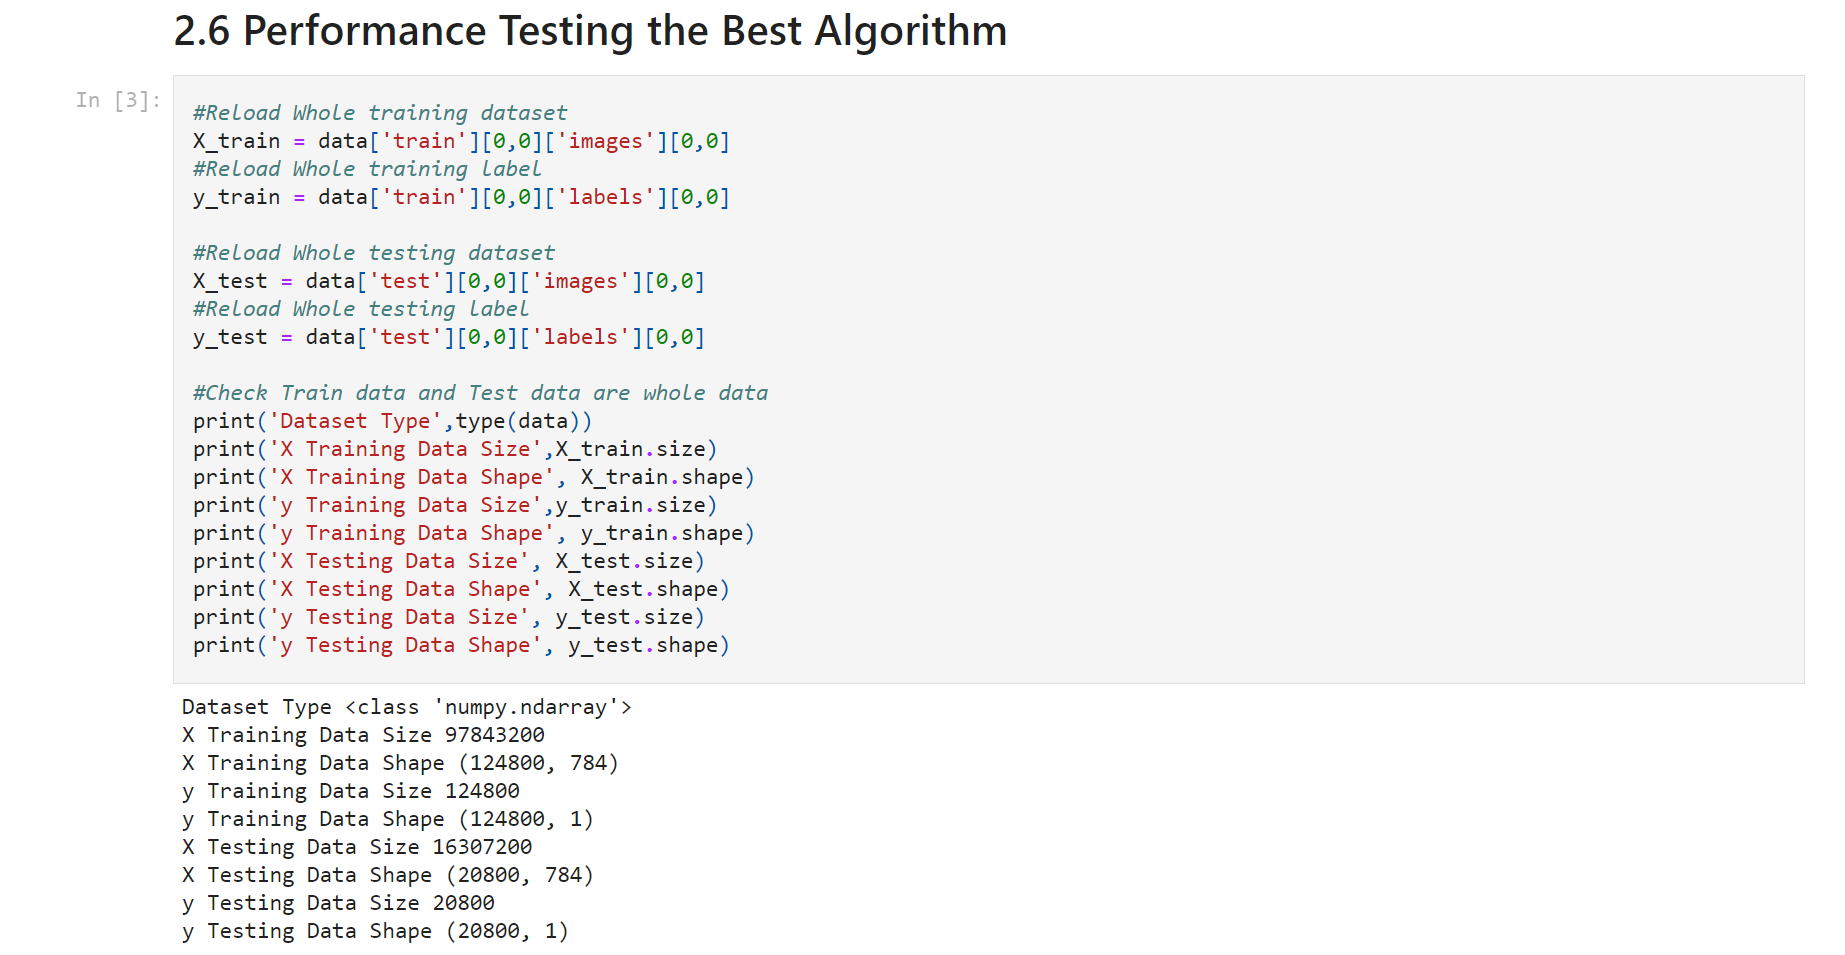 2.6 Performance Testing the Best Algorithm
In [3]:
#Reload Whole training dataset
X_train = data['train'][0,0]['images'][0,0]
#Reload Whole training label
y_train = data['train'][0,0]['labels'][0,0]
#Reload Whole testing dataset
X_test = data['test'][0,0]['images'][0,0]
#Reload Whole testing label
y_test = data['test'][0,0]['labels'][0,0]
#Check Train data and Test data are whole data
print('Dataset Type',type(data))
print('X Training Data Size',X_train.size)
print('X Training Data Shape', X_train.shape)
print('y Training Data Size',y_train.size)
print('y Training Data Shape', y_train.shape)
print('X Testing Data Size', X_test.size)
print('X Testing Data Shape', X_test.shape)
print('y Testing Data Size', y_test.size)
print('y Testing Data Shape', y_test.shape)
Dataset Type <class 'numpy.ndarray'>
X Training Data Size 97843200
X Training Data Shape (124800, 784)
y Training Data Size 124800
y Training Data Shape (124800, 1)
X Testing Data Size 16307200
X Testing Data Shape (20800, 784)
y Testing Data Size 20800
y Testing Data Shape (20800, 1)